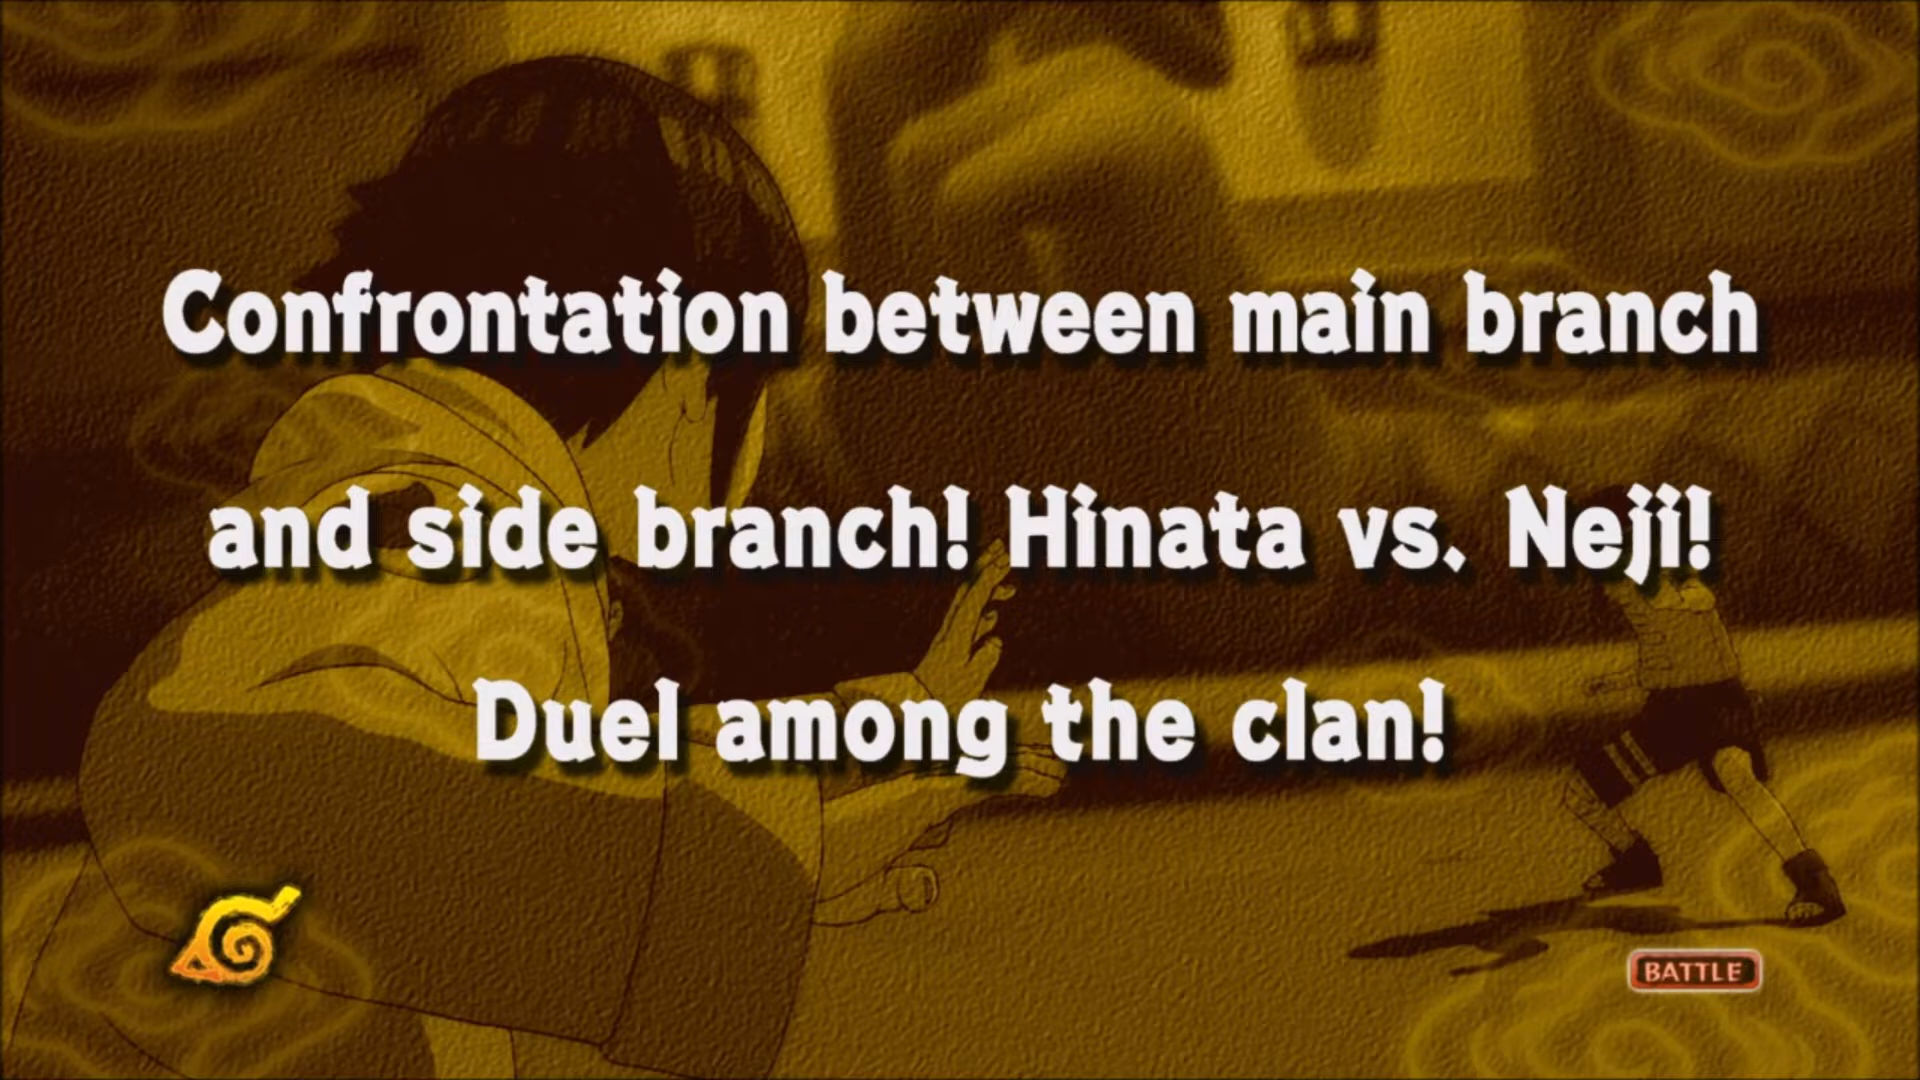 Confrontation between main branch
and side branch! Hinata vs. Neji!
Duel among the clan!
BATTLE